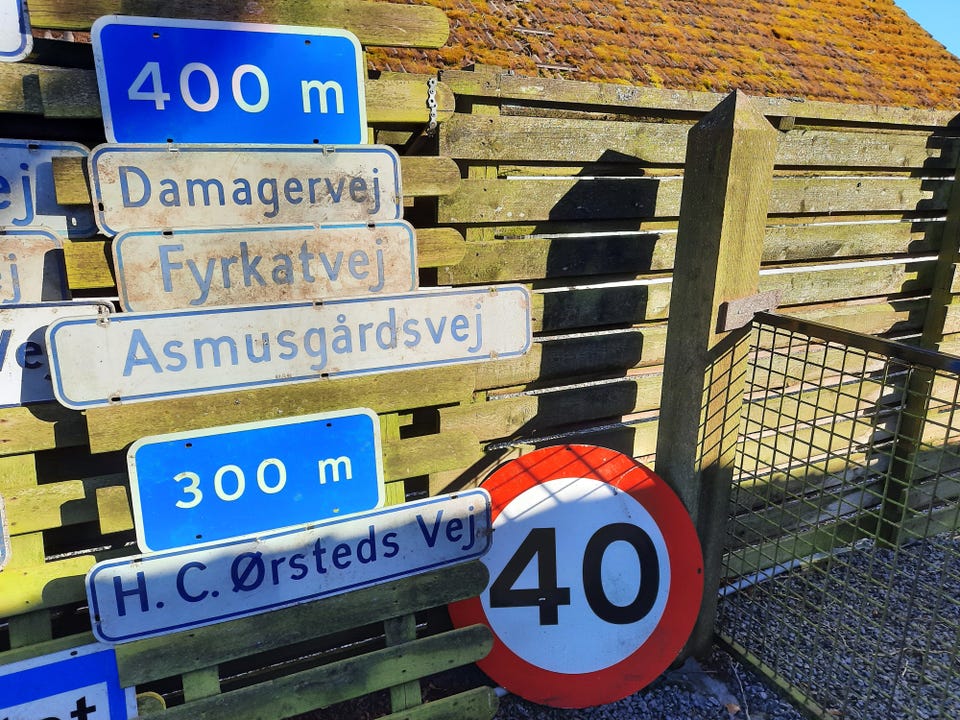 400 m
Damagervej
Fyrkatvej
Asmusgårdsvej
300 m
H.C. Ørsteds Vej
40